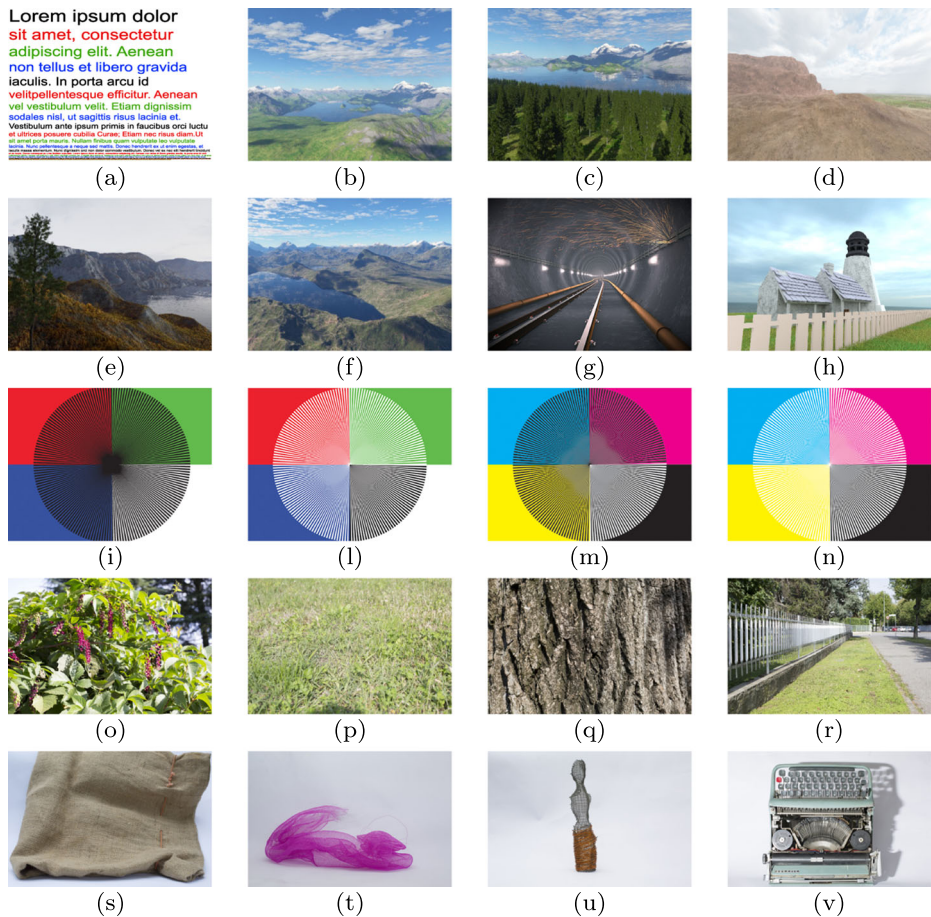 Lorem ipsum dolor
sit amet, consectetur
adipiscing elit. Aenean
non tellus et libero gravida
iaculis. In porta arcu id
velitpellentesque efficitur. Aenean
vel vestibulum velit. Etiam dignissim
sodales nisl, ut sagittis risus lacinia et.
Vestibulum ante ipsum primis in faucibus orci luctu
et ultrices posuere cubilia Curae; Etiam nec risus diam.Ut
sit amet porta mauris. Nullam finibus quam vulputate leo vulputate
(a) (b) (c) (d)
(e) (f) (g) (h)
(i) (l) (m) (n)
(o) (p) (q) (r)
(s) (t) (u) (v)